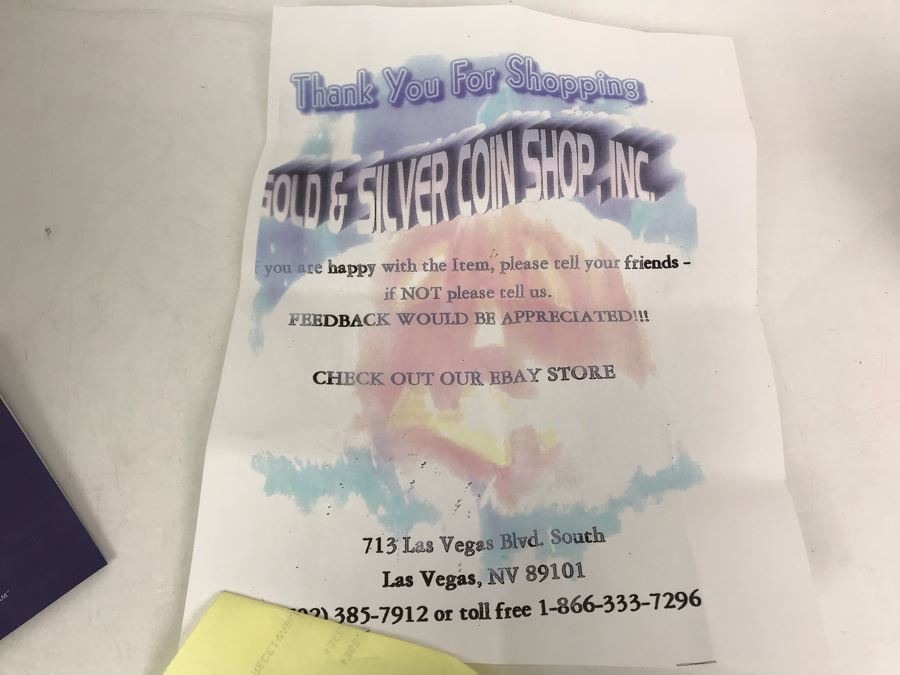 Thank You For Shopping
GOLD & SILVER COIN SHOP, INC.
f you are happy with the Item, please tell your friends -
if NOT please tell us.
FEEDBACK WOULD BE APPRECIATED!!!
CHECK OUT OUR EBAY STORE
713 Las Vegas Blvd. South
Las Vegas, NV 89101
02) 385-7912 or toll free 1-866-333-7296